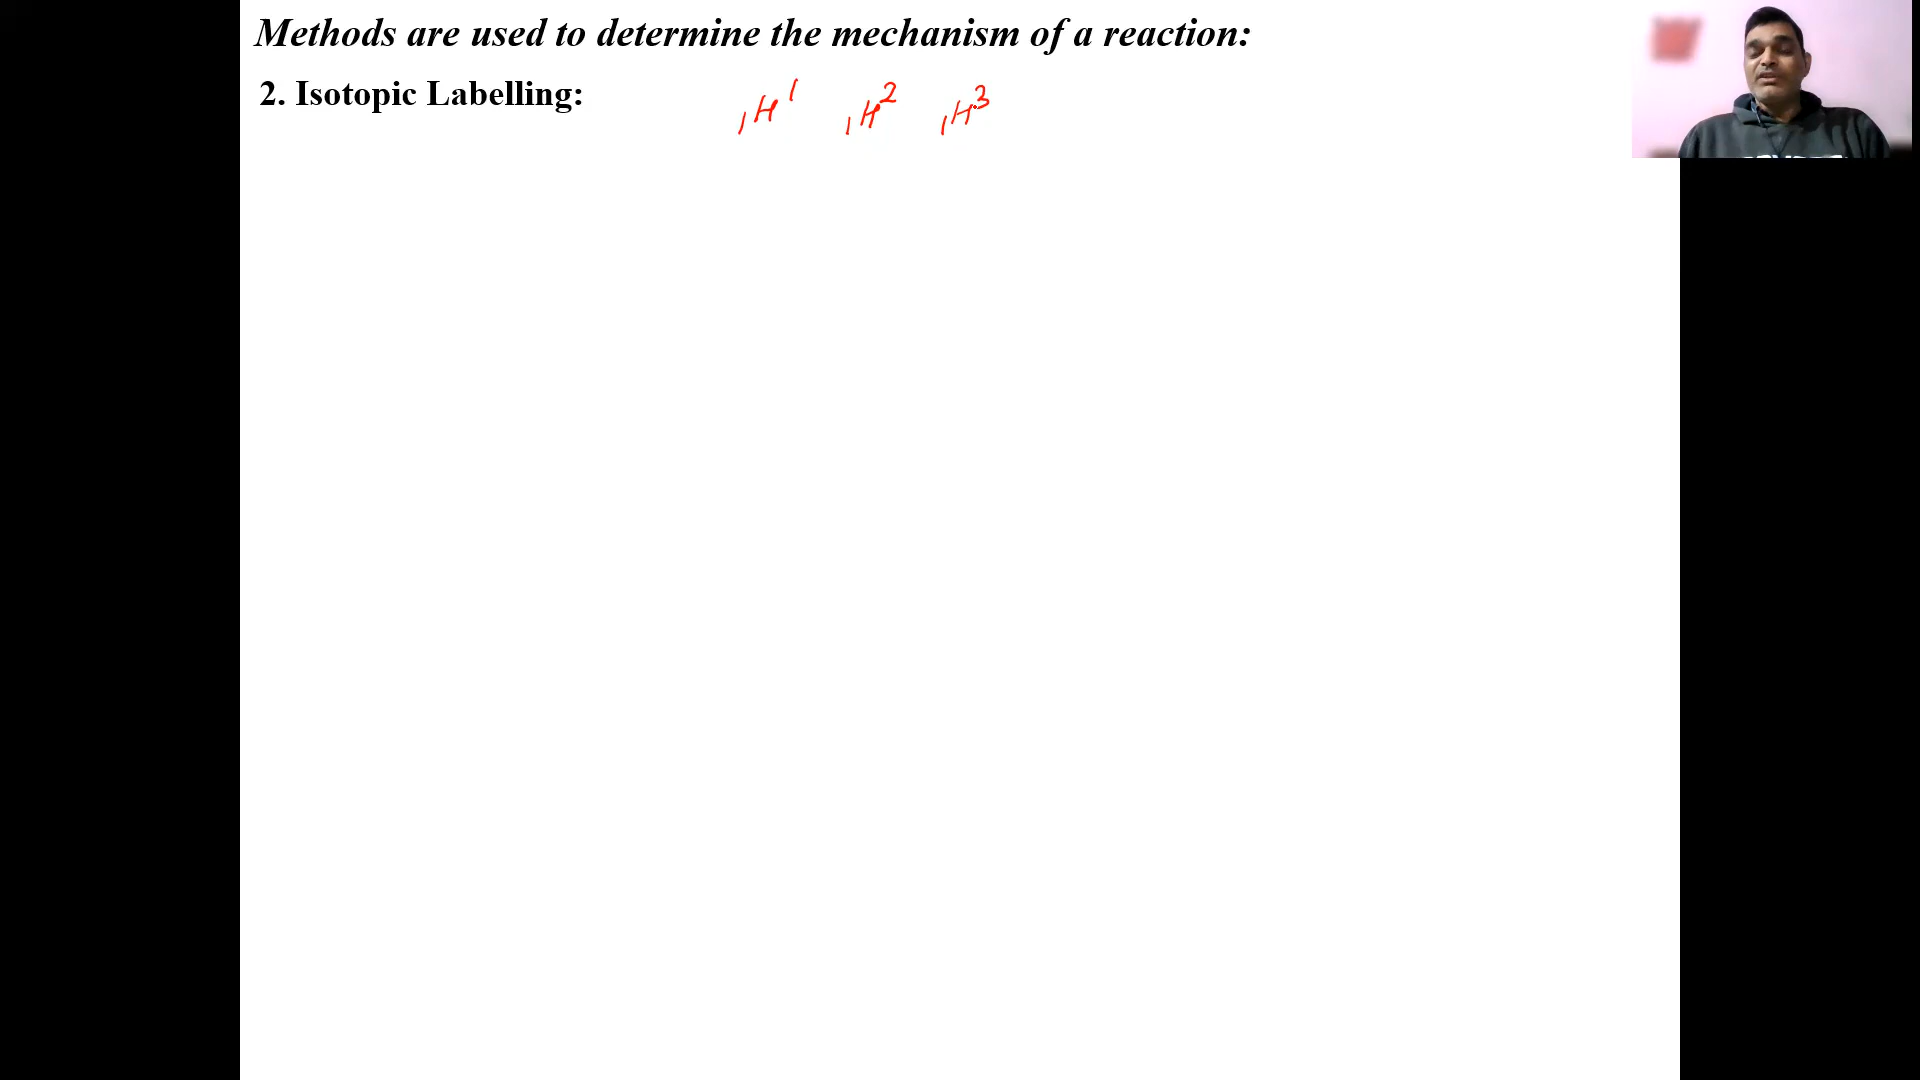 Methods are used to determine the mechanism of a reaction:
2. Isotopic Labelling: ₁H¹ ₁H² ₁H³